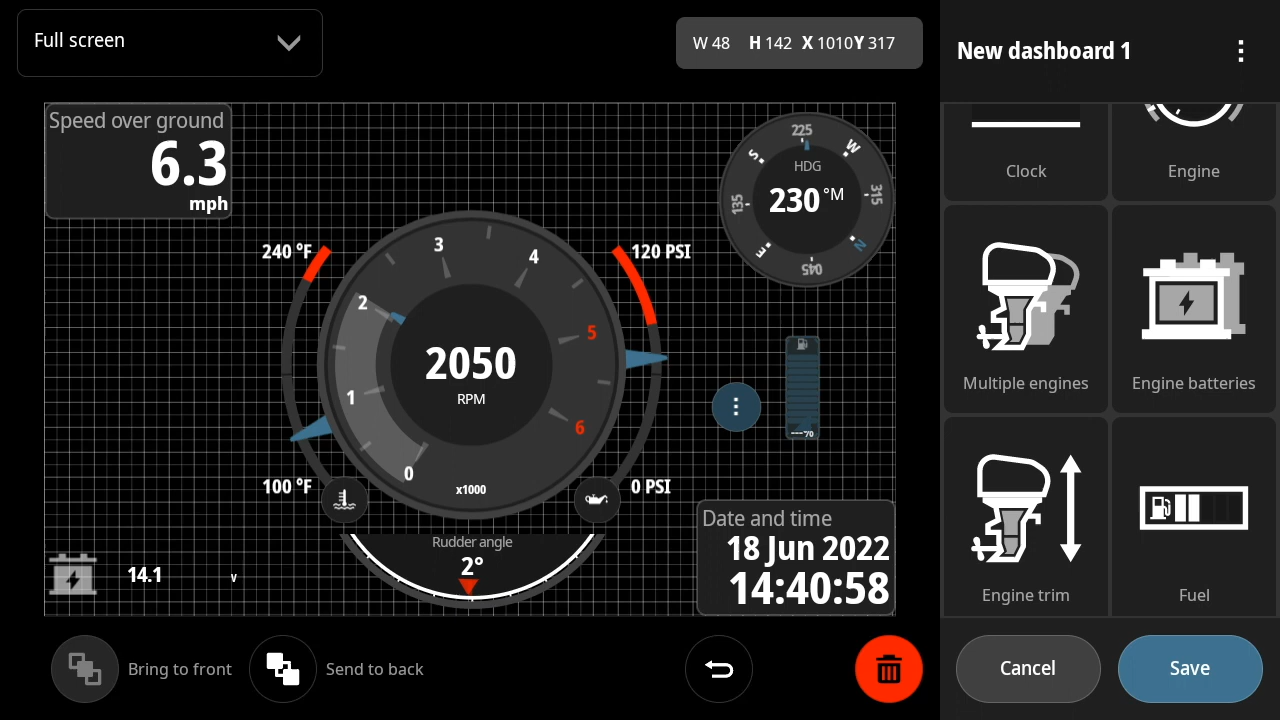 Full screen
W 48 H 142 X 1010 Y 317
New dashboard 1
Speed over ground
6.3
mph
225
S
W
HDG
230 °M
135
315
E
N
045
Clock
Engine
240 °F
120 PSI
3
4
2
5
2050
RPM
1
6
0
x1000
100 °F
0 PSI
Multiple engines
Engine batteries
---%
Date and time
18 Jun 2022
14:40:58
Rudder angle
2°
14.1
V
Engine trim
Fuel
Bring to front
Send to back
Cancel
Save